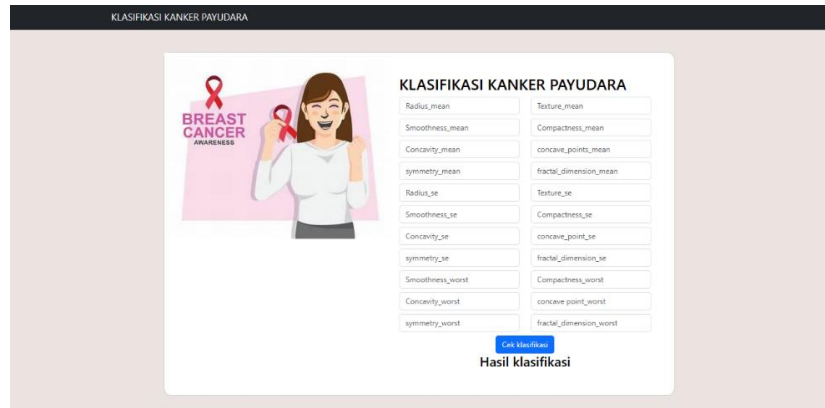 KLASIFIKASI KANKER PAYUDARA
BREAST
CANCER
AWARENESS
KLASIFIKASI KANKER PAYUDARA
Radius_mean Texture_mean
Smoothness_mean Compactness_mean
Concavity_mean concave_points_mean
symmetry_mean fractal_dimension_mean
Radius_se Texture_se
Smoothness_se Compactness_se
Concavity_se concave_point_se
symmetry_se fractal_dimension_se
Smoothness_worst Compactness_worst
Concavity_worst concave point_worst
symmetry_worst fractal_dimension_worst
Cek klasifikasi
Hasil klasifikasi